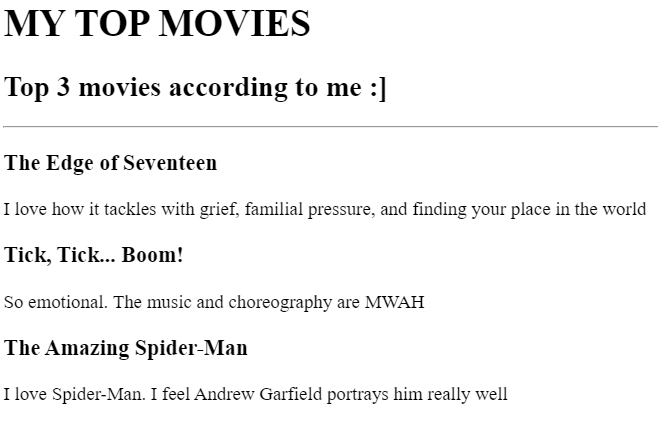 MY TOP MOVIES
Top 3 movies according to me :]
The Edge of Seventeen
I love how it tackles with grief, familial pressure, and finding your place in the world
Tick, Tick... Boom!
So emotional. The music and choreography are MWAH
The Amazing Spider-Man
I love Spider-Man. I feel Andrew Garfield portrays him really well